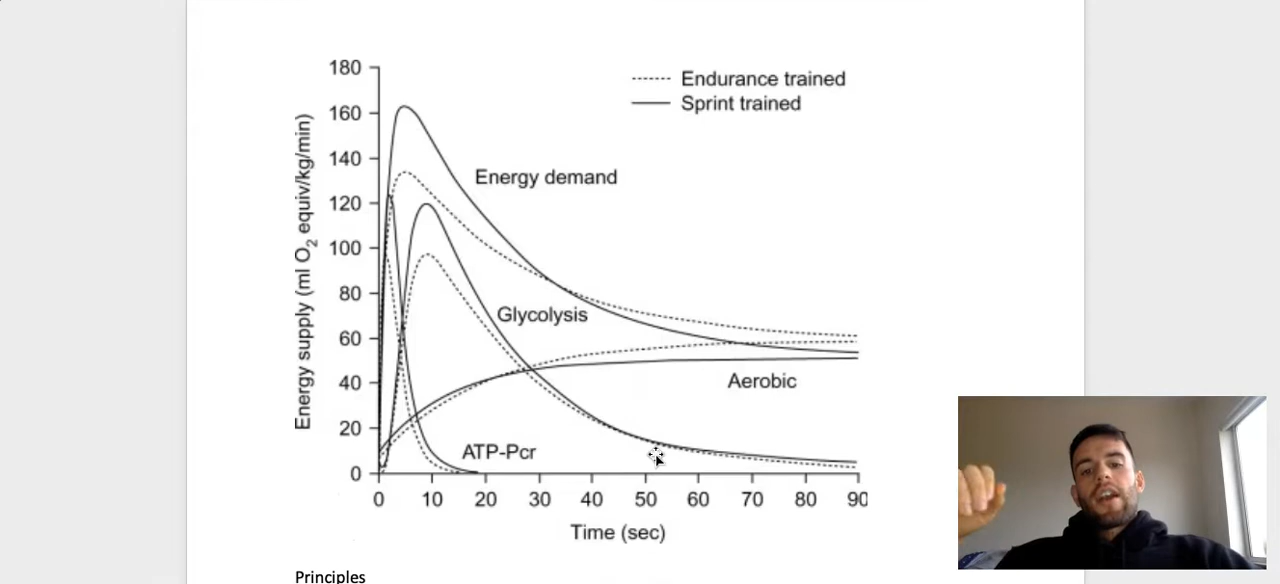 180
160
140
120
100
80
60
40
20
0
Energy supply (ml O2 equiv/kg/min)
Endurance trained
Sprint trained
Energy demand
Glycolysis
Aerobic
ATP-Pcr
0 10 20 30 40 50 60 70 80 90
Time (sec)
Principles